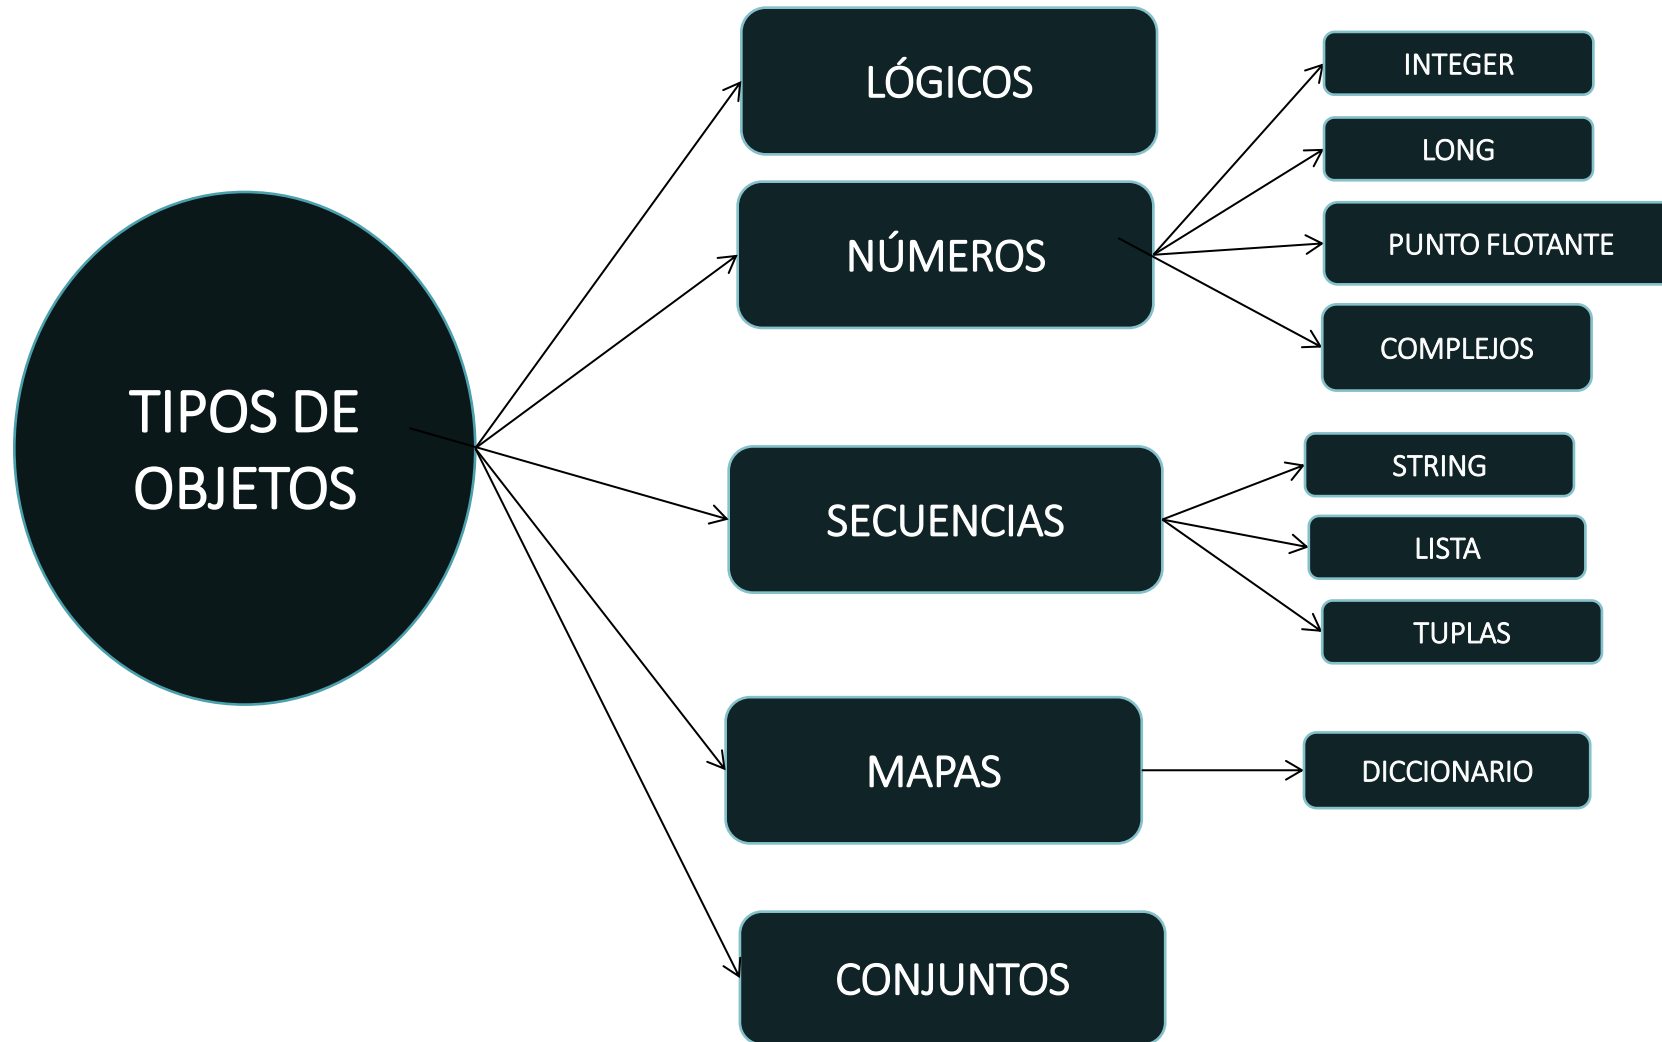 TIPOS DE
OBJETOS
LÓGICOS
NÚMEROS
INTEGER
LONG
PUNTO FLOTANTE
COMPLEJOS
SECUENCIAS
STRING
LISTA
TUPLAS
MAPAS
DICCIONARIO
CONJUNTOS